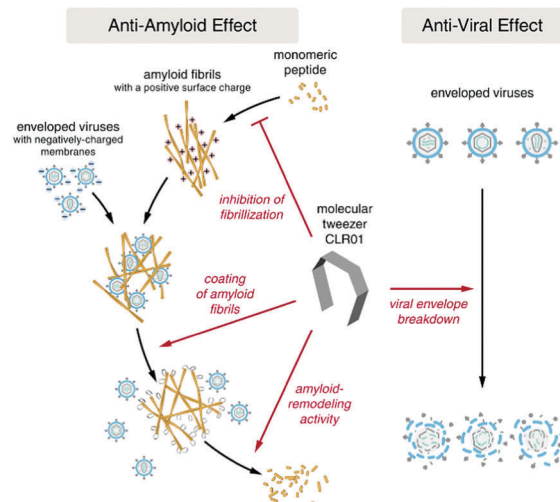 Anti-Amyloid Effect
Anti-Viral Effect
monomeric
peptide
amyloid fibrils
with a positive surface charge
enveloped viruses
with negatively-charged
membranes
enveloped viruses
inhibition of
fibrillization
molecular
tweezer
CLR01
coating
of amyloid
fibrils
viral envelope
breakdown
amyloid-
remodeling
activity